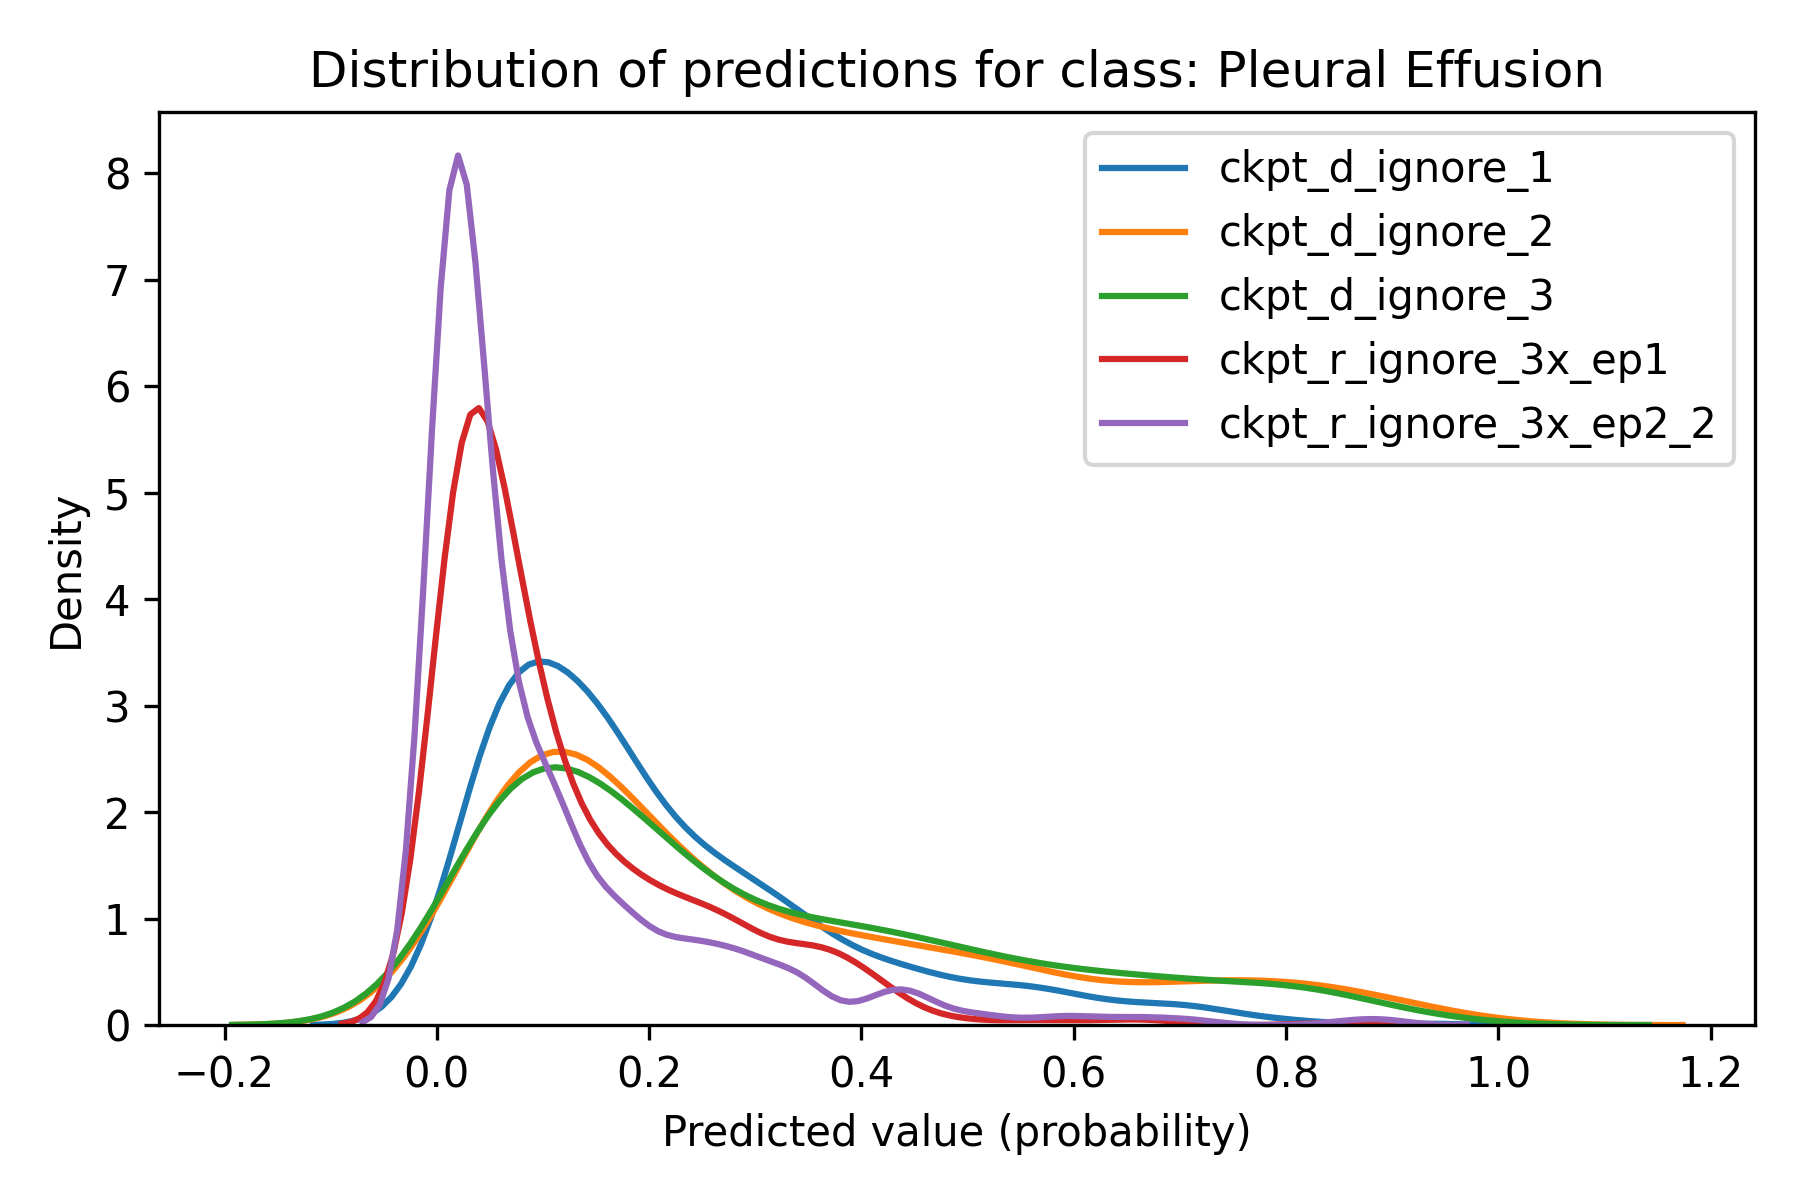 Distribution of predictions for class: Pleural Effusion
ckpt_d_ignore_1
ckpt_d_ignore_2
ckpt_d_ignore_3
ckpt_r_ignore_3x_ep1
ckpt_r_ignore_3x_ep2_2
Density
8
7
6
5
4
3
2
1
0
−0.2 0.0 0.2 0.4 0.6 0.8 1.0 1.2
Predicted value (probability)